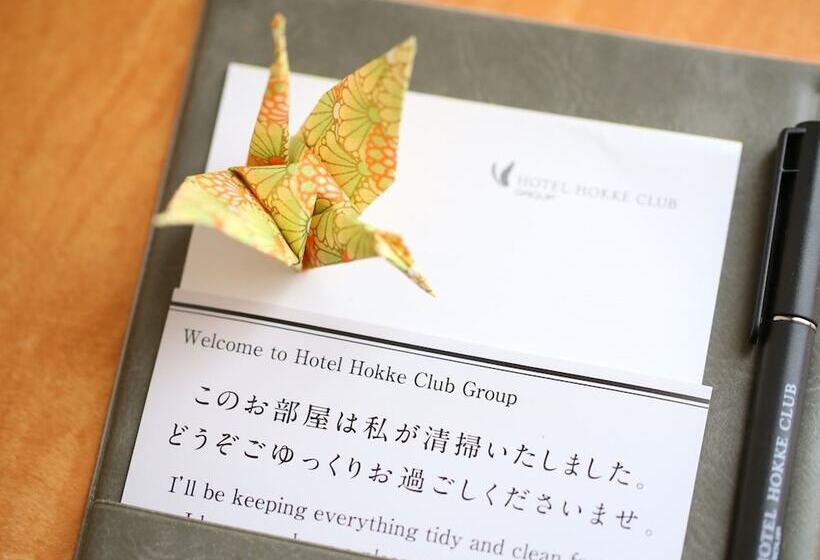 HOTEL HOKKE CLUB
GROUP
Welcome to Hotel Hokke Club Group
このお部屋は私が清掃いたしました。
どうぞごゆっくりお過ごしくださいませ。
I'll be keeping everything tidy and clean
HOTEL HOKKE CLUB